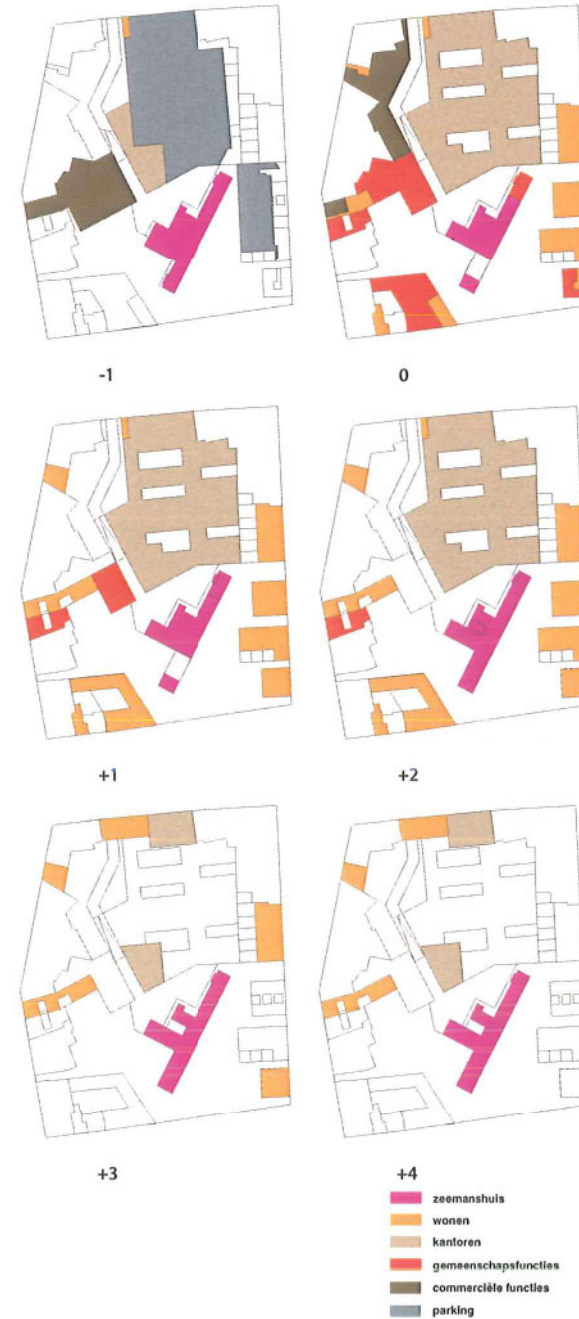 -1
0
+1
+2
+3
+4
zeemanshuis
wonen
kantoren
gemeenschapsfuncties
commerciële functies
parking